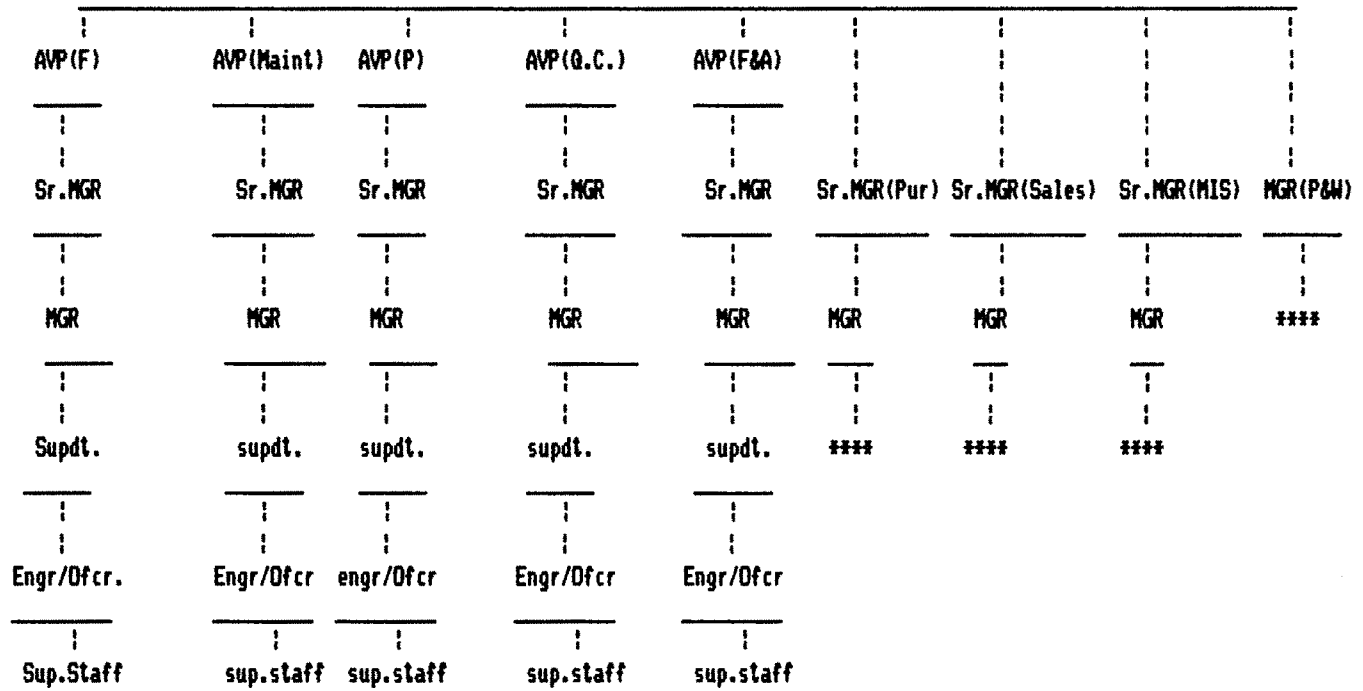 AVP(F) AVP(Maint) AVP(P) AVP(Q.C.) AVP(F&A)
Sr.MGR Sr.MGR Sr.MGR Sr.MGR Sr.MGR Sr.MGR(Pur) Sr.MGR(Sales) Sr.MGR(MIS) MGR(P&W)
MGR MGR MGR MGR MGR MGR MGR MGR ****
Supdt. supdt. supdt. supdt. supdt. **** **** ****
Engr/Ofcr. Engr/Ofcr engr/Ofcr Engr/Ofcr Engr/Ofcr
Sup.Staff sup.staff sup.staff sup.staff sup.staff